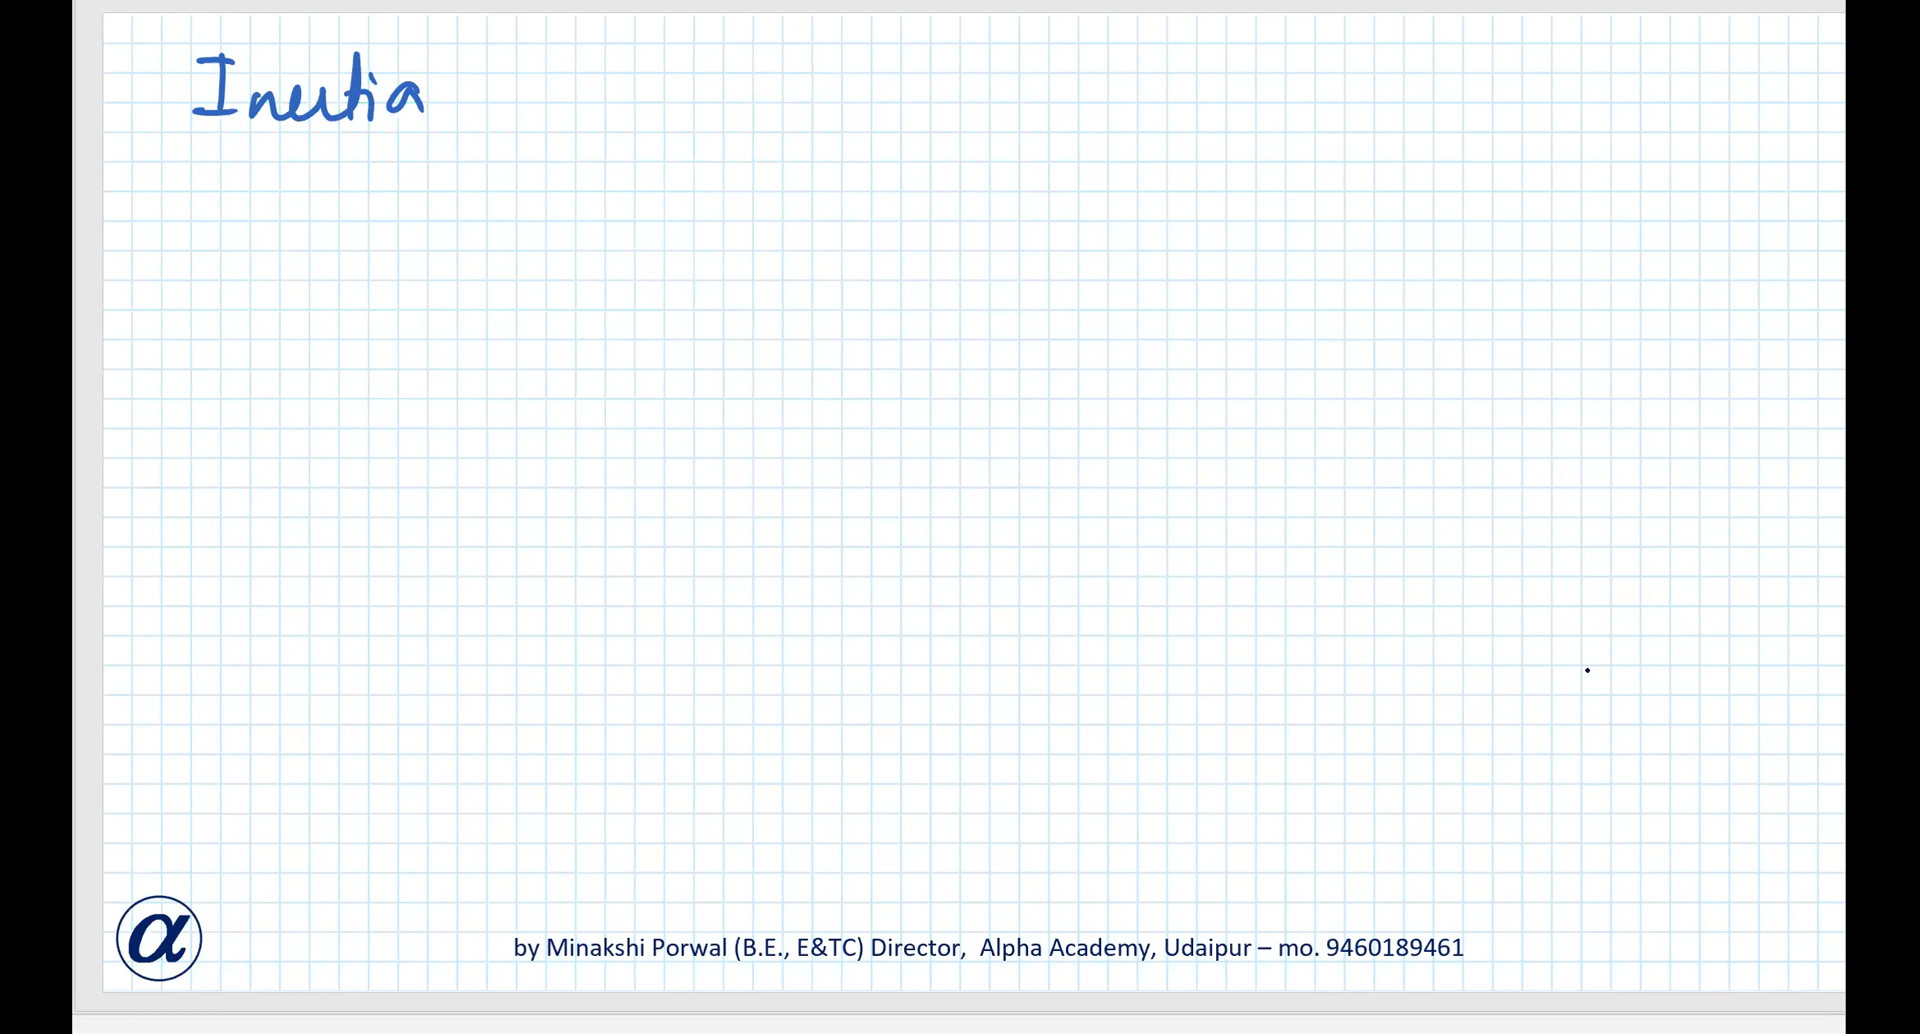 Inertia
α
by Minakshi Porwal (B.E., E&TC) Director, Alpha Academy, Udaipur – mo. 9460189461